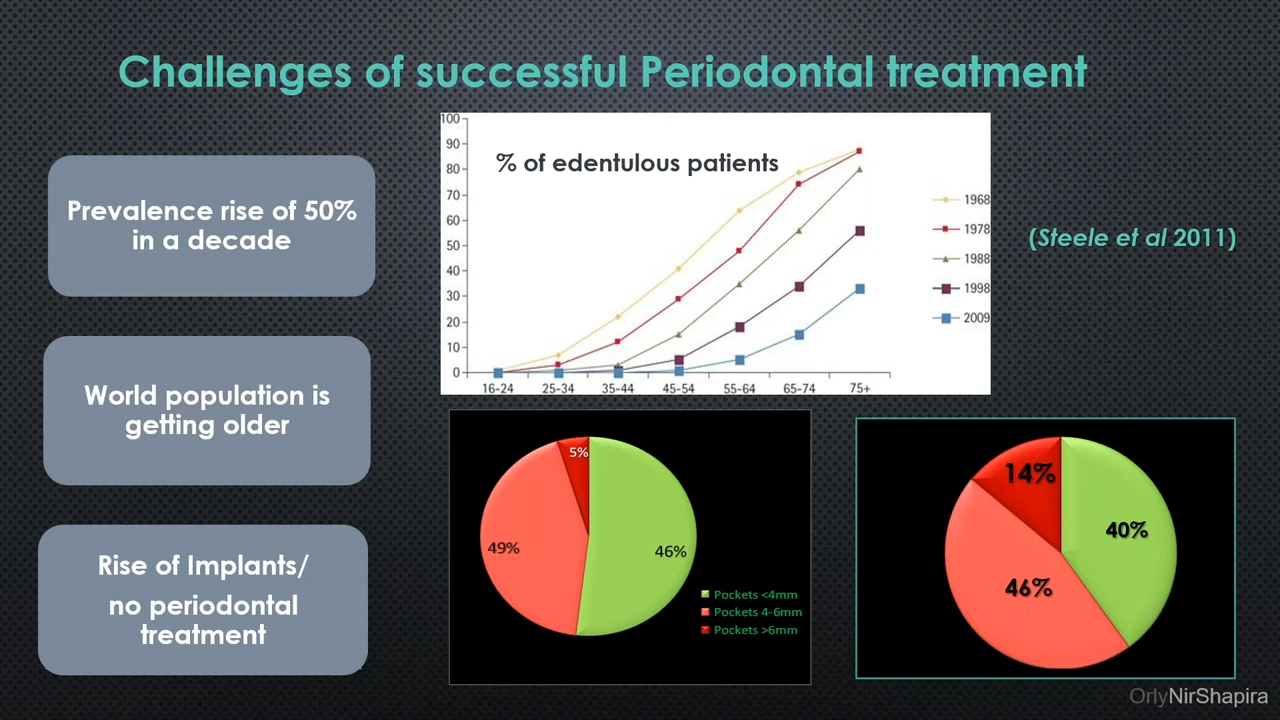 Challenges of successful Periodontal treatment
Prevalence rise of 50%
in a decade
World population is
getting older
Rise of Implants/
no periodontal
treatment
% of edentulous patients
100
90
80
70
60
50
40
30
20
10
0
16-24 25-34 35-44 45-54 55-64 65-74 75+
1968
1978
1988
1998
2009
(Steele et al 2011)
5%
49%
46%
Pockets <4mm
Pockets 4-6mm
Pockets >6mm
14%
40%
46%
OrlyNirShapira